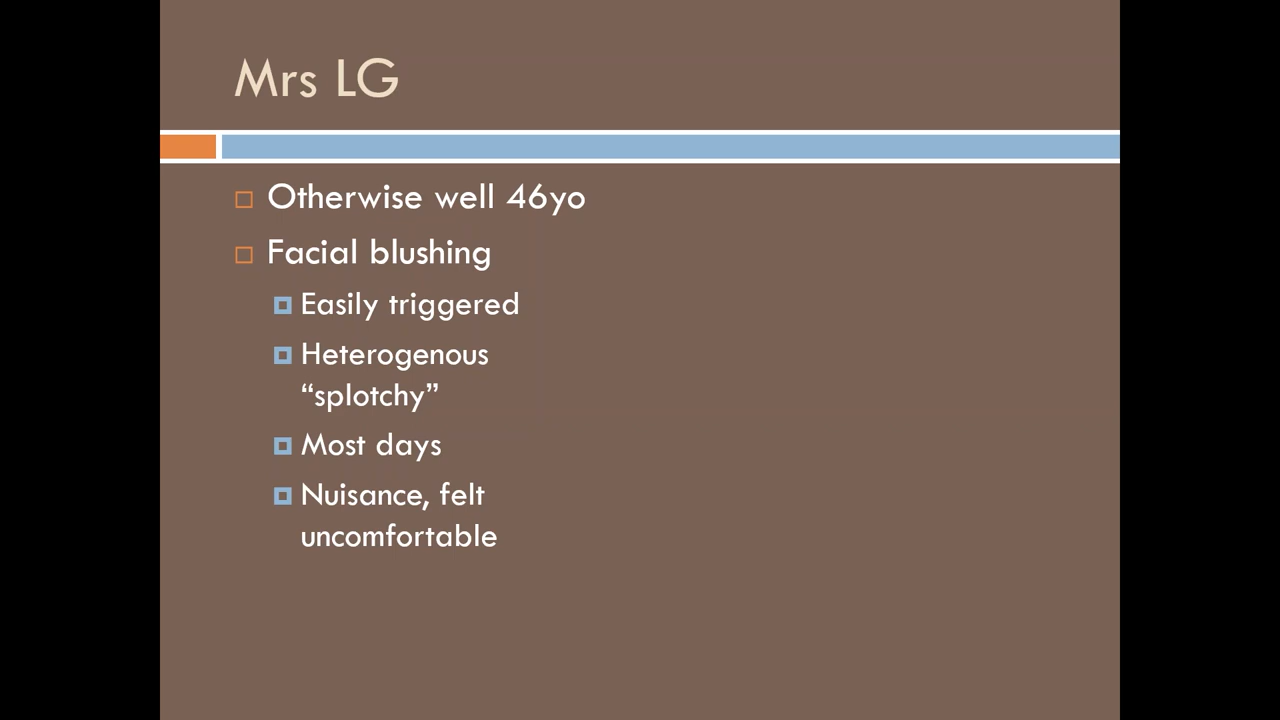 Mrs LG
Otherwise well 46yo
Facial blushing
Easily triggered
Heterogenous
“splotchy”
Most days
Nuisance, felt
uncomfortable